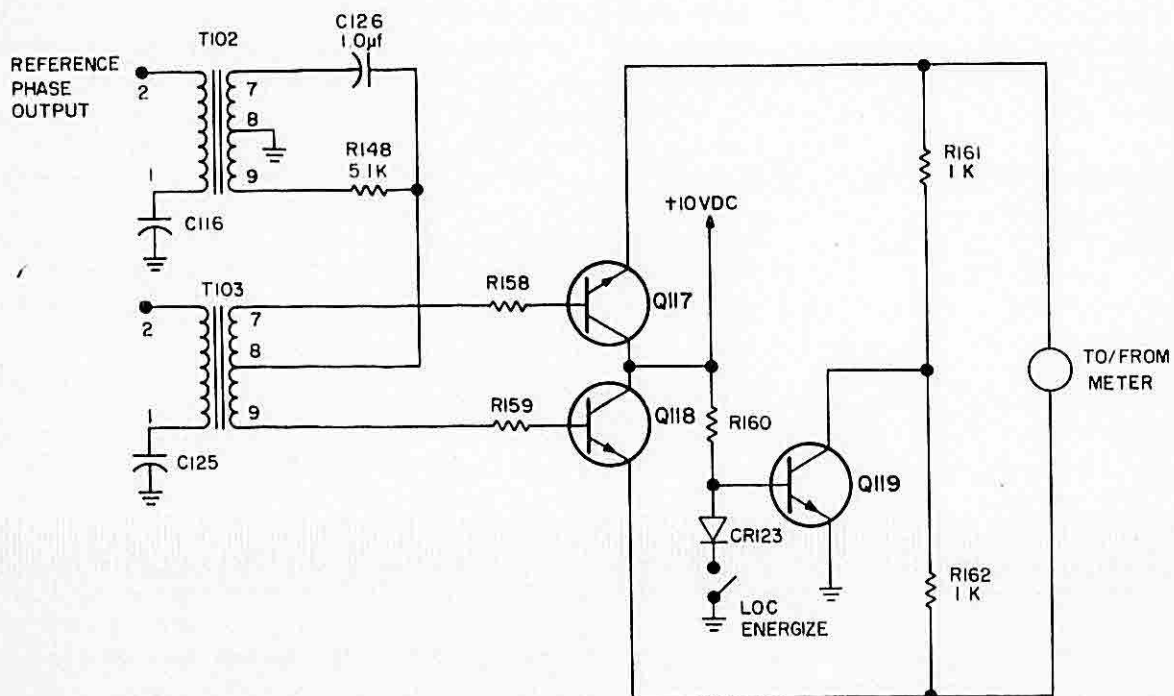 C126
1.0µf
T102
REFERENCE
PHASE
OUTPUT
2
7
8
9
1
R148
5.1K
C116
R161
1 K
+10VDC
T103
2
7
8
9
1
R158
Q117
R159
Q118
R160
TO/FROM
METER
C125
Q119
CR123
R162
1 K
LOC
ENERGIZE